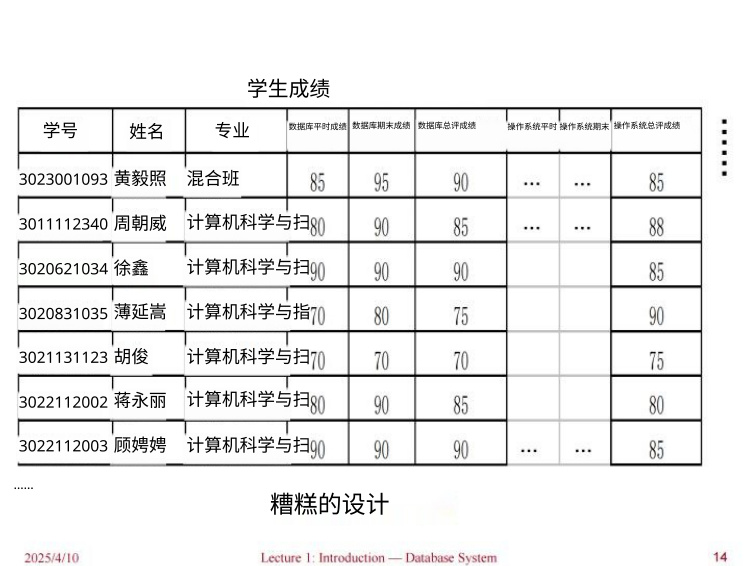 学生成绩
学号 姓名 专业 数据库平时成绩 数据库期末成绩 数据库总评成绩 操作系统平时 操作系统期末 操作系统总评成绩
3023001093 黄毅照 混合班 85 95 90 ... ... 85
3011112340 周朝威 计算机科学与扫 80 90 85 ... ... 88
3020621034 徐鑫 计算机科学与扫 90 90 90 85
3020831035 薄延嵩 计算机科学与指 70 80 75 90
3021131123 胡俊 计算机科学与扫 70 70 70 75
3022112002 蒋永丽 计算机科学与扫 80 90 85 80
3022112003 顾娉娉 计算机科学与扫 90 90 90 ... ... 85
......
糟糕的设计
2025/4/10 Lecture 1: Introduction — Database System 14